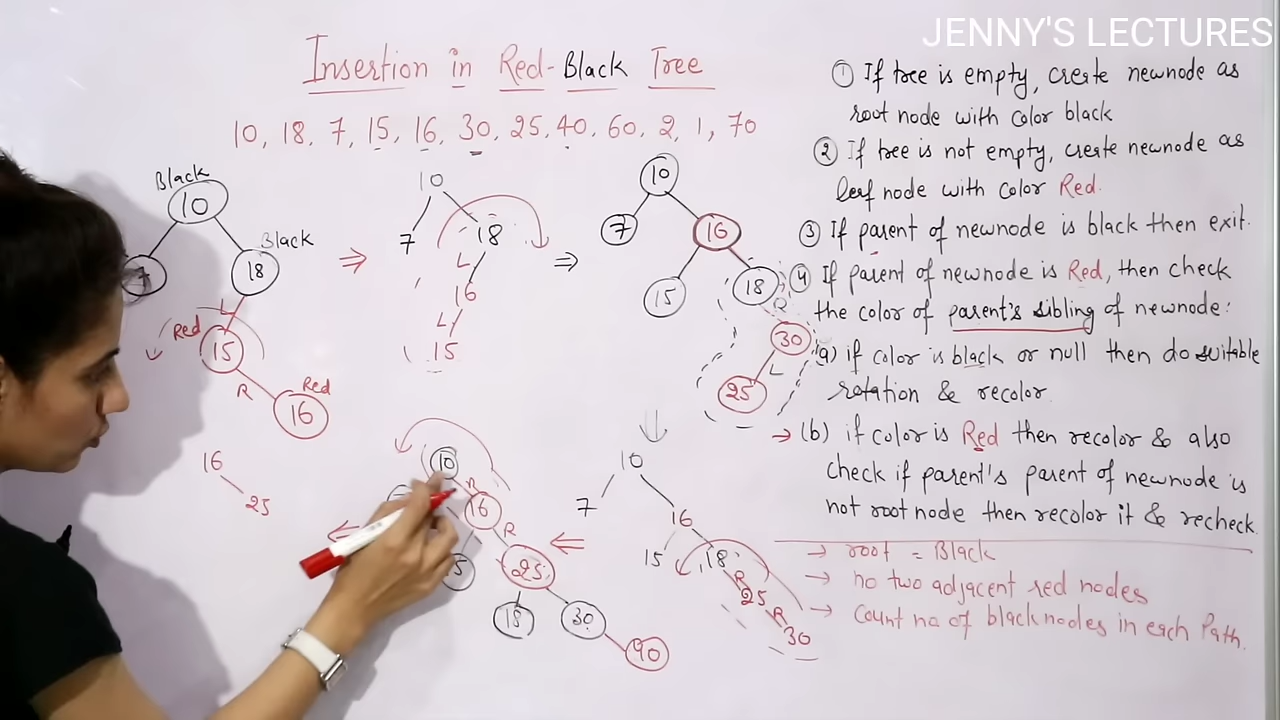 JENNY'S LECTURES
Insertion in Red-Black Tree
10, 18, 7, 15, 16, 30, 25, 40, 60, 2, 1, 70
① If tree is empty, create newnode as
root node with color black
② If tree is not empty, create newnode as
leaf node with color Red.
③ If parent of newnode is black then exit.
④ If parent of newnode is Red, then check
the color of parent's sibling of newnode:
(a) if color is black or null then do suitable
rotation & recolor
→ (b) if color is Red then recolor & also
check if parent's parent of newnode is
not root node then recolor it & recheck
→ root = Black
→ no two adjacent red nodes
→ Count no of black nodes in each Path.
Black
10
Black
7
18
L
Red
15
R
Red
16
⇒
10
7
18
L
16
L
15
⇒
10
7
16
15
18
R
30
L
25
10
7
16
15
18
R
25
R
30
⇐
10
R
16
R
25
18
30
40
⇐
16
25